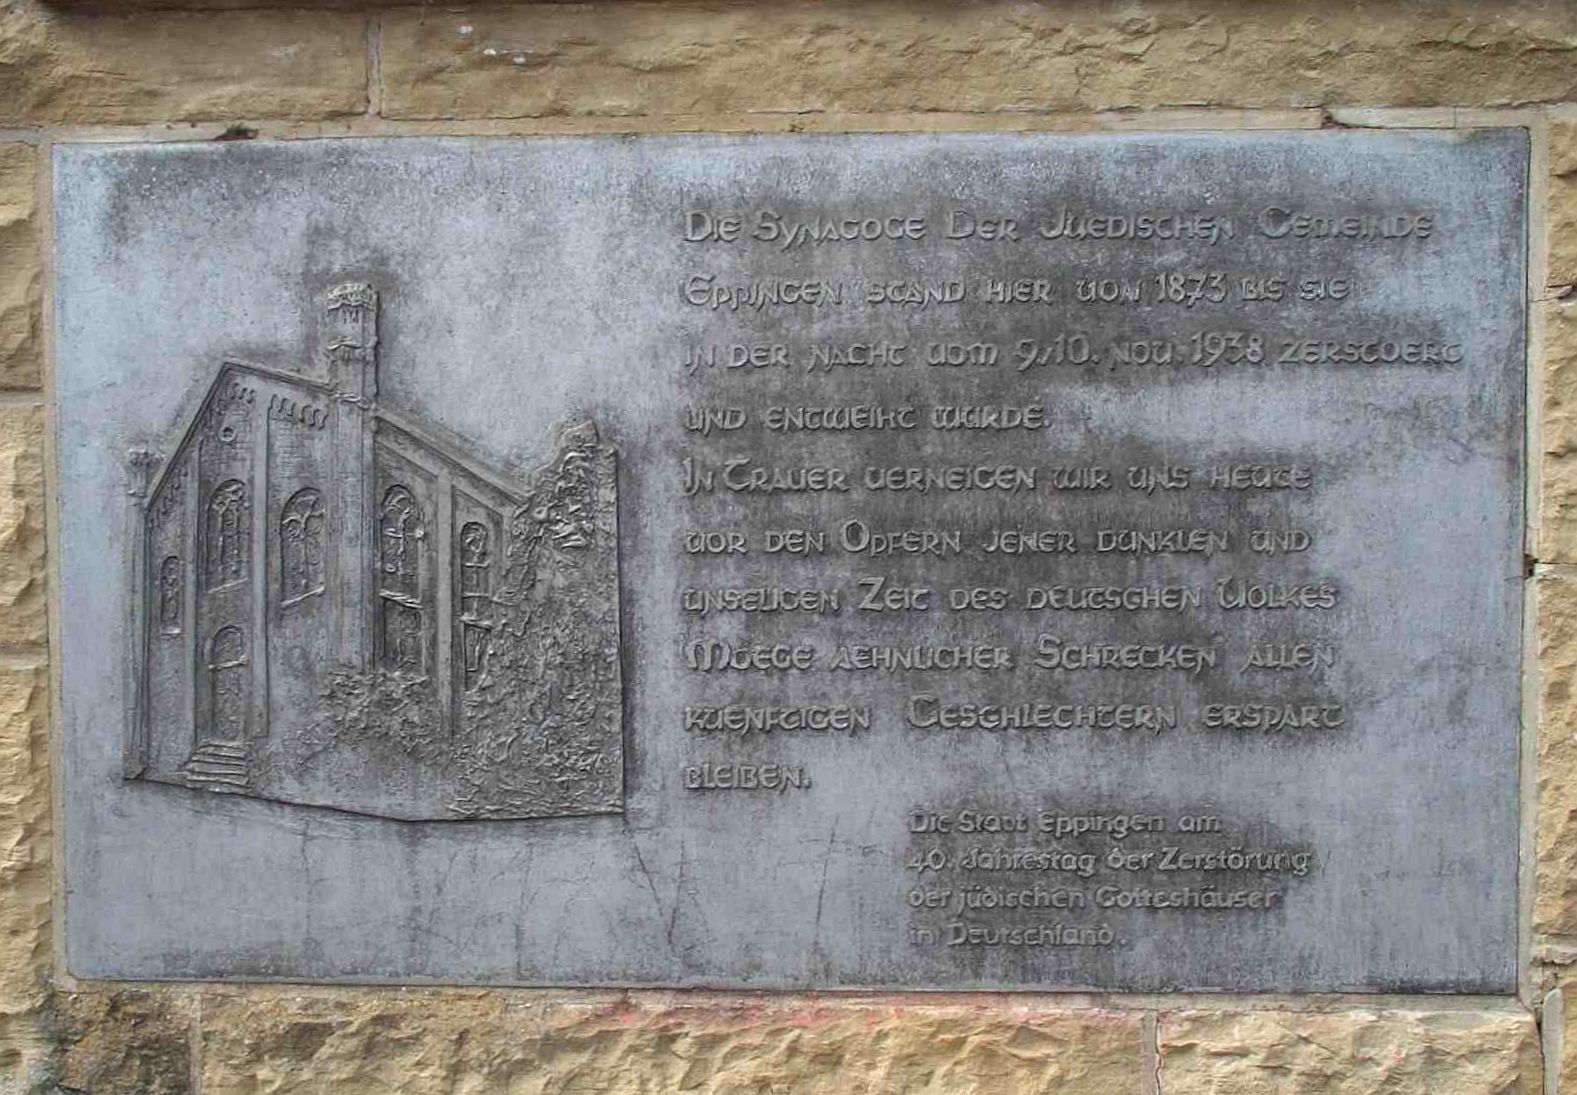 Die Synagoge der Juedischen Gemeinde
Eppingen stand hier vom 1873 bis sie
in der Nacht vom 9./10. Nov. 1938 zerstoert
und entweiht wurde.
In Trauer verneigen wir uns heute
vor den Opfern jener dunklen und
unseligen Zeit des deutschen Volkes
Moege aehnlicher Schrecken allen
kuenftigen Geschlechtern erspart
bleiben.
Die Stadt Eppingen am
40. Jahrestag der Zerstörung
der jüdischen Gotteshäuser
in Deutschland.